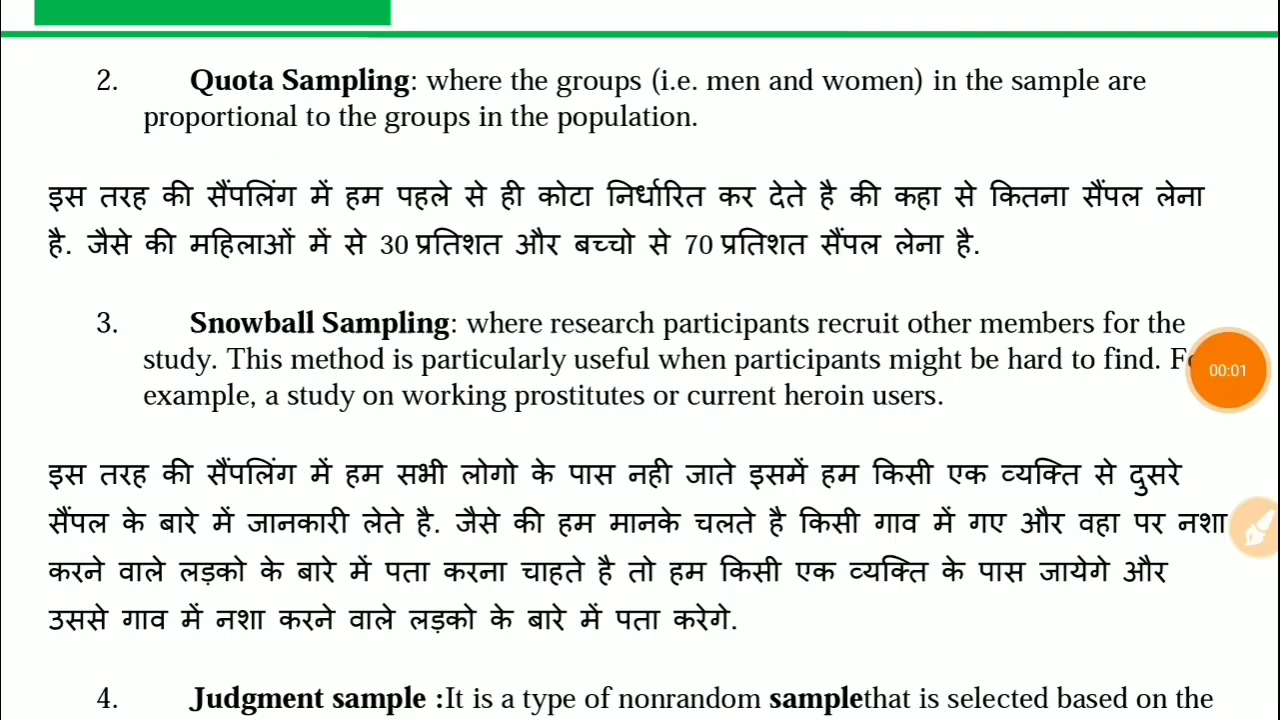 2. Quota Sampling: where the groups (i.e. men and women) in the sample are
proportional to the groups in the population.
इस तरह की सैंपलिंग में हम पहले से ही कोटा निर्धारित कर देते है की कहा से कितना सैंपल लेना
है. जैसे की महिलाओं में से 30 प्रतिशत और बच्चो से 70 प्रतिशत सैंपल लेना है.
3. Snowball Sampling: where research participants recruit other members for the
study. This method is particularly useful when participants might be hard to find.
00:01
example, a study on working prostitutes or current heroin users.
इस तरह की सैंपलिंग में हम सभी लोगो के पास नही जाते इसमें हम किसी एक व्यक्ति से दुसरे
सैंपल के बारे में जानकारी लेते है. जैसे की हम मानके चलते है किसी गाव में गए और वहा पर नशा
करने वाले लड़को के बारे में पता करना चाहते है तो हम किसी एक व्यक्ति के पास जायेगे और
उससे गाव में नशा करने वाले लड़को के बारे में पता करेगे.
4. Judgment sample :It is a type of nonrandom samplethat is selected based on the